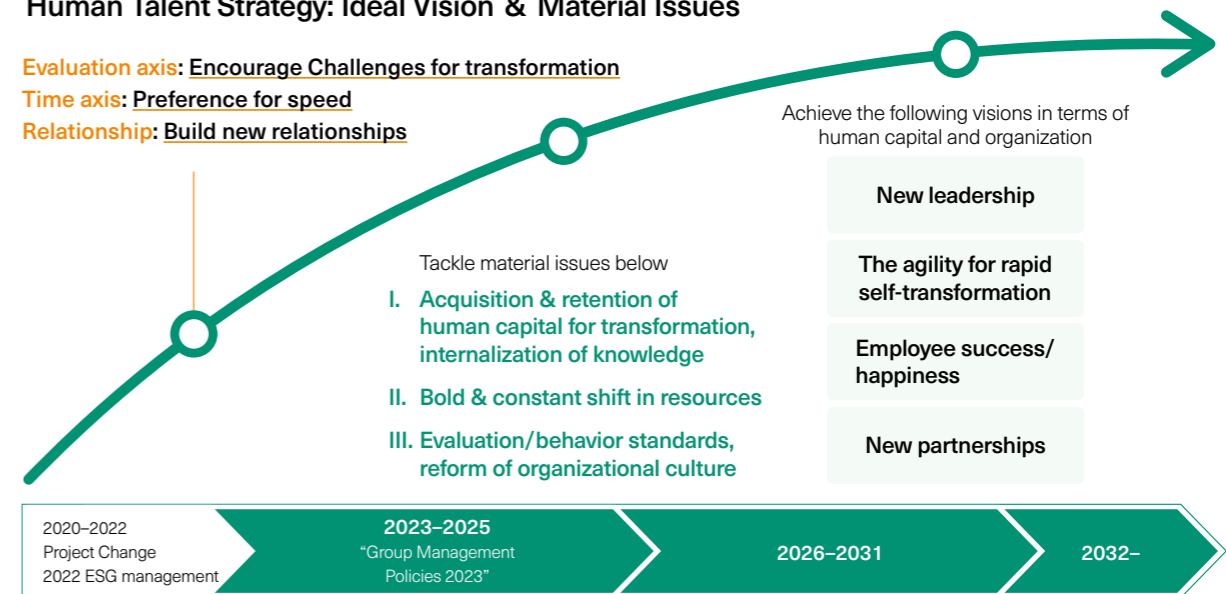 Human Talent Strategy: Ideal Vision & Material Issues
Evaluation axis: Encourage Challenges for transformation
Time axis: Preference for speed
Relationship: Build new relationships
Tackle material issues below
I. Acquisition & retention of
human capital for transformation,
internalization of knowledge
II. Bold & constant shift in resources
III. Evaluation/behavior standards,
reform of organizational culture
Achieve the following visions in terms of
human capital and organization
New leadership
The agility for rapid
self-transformation
Employee success/
happiness
New partnerships
2020–2022
Project Change
2022 ESG management
2023–2025
“Group Management
Policies 2023”
2026–2031
2032–